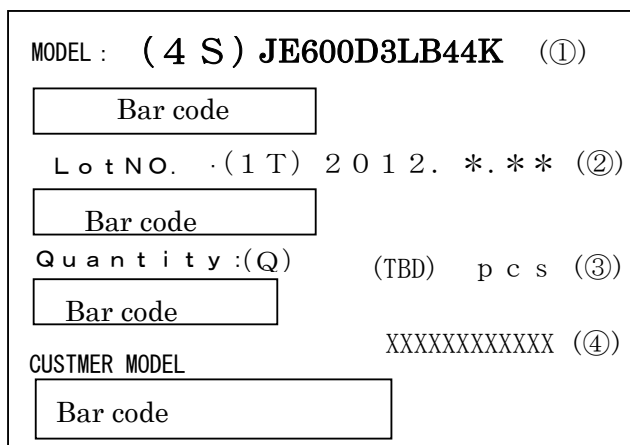 MODEL : (4S) JE600D3LB44K (①)
Bar code
LotNO. ·(1T) 2012. *.** (②)
Bar code
Quantity:(Q) (TBD) pcs (③)
Bar code
XXXXXXXXXXXX (④)
CUSTMER MODEL
Bar code